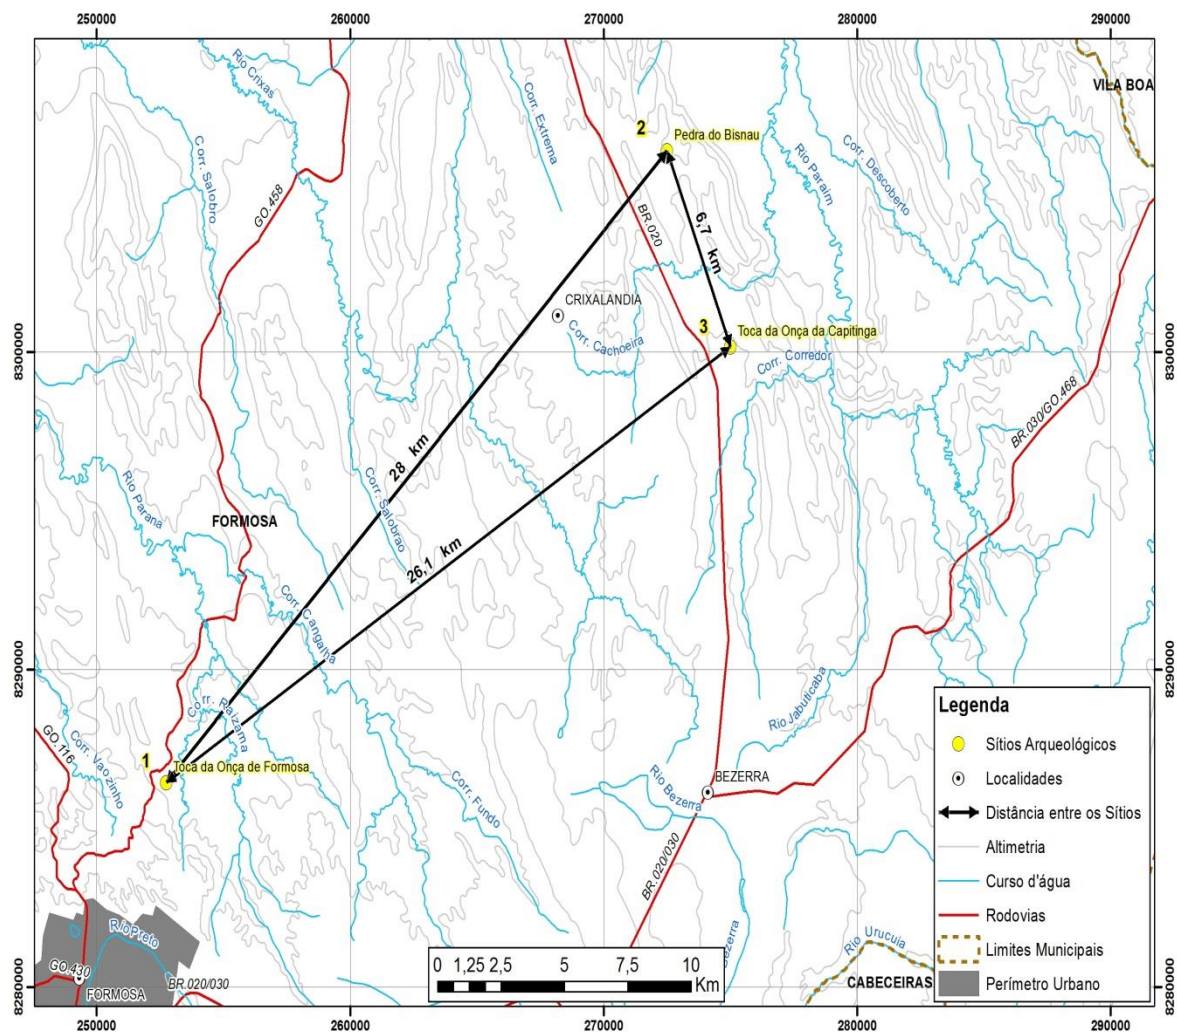 250000 260000 270000 280000 290000
VILA BOA
Rio Crixas
Corr. Extrema
2
Pedra do Bisnau
Corr. Salobro
Rio Paraim
Corr. Descoberto
GO.458
BR.020
6,7 km
CRIXALANDIA
3
Toca da Onça da Capitinga
Corr. Cachoeira
Corr. Corredor
8300000
8300000
BR.030/GO.468
28 km
Rio Parana
Corr. Salobrao
FORMOSA
26,1 km
Corr. Cangalha
8290000
8290000
Corr. Raizama
Rio Jabuticaba
GO.116
Corr. Vaozinho
1
Toca da Onça de Formosa
Rio Bezerra
BEZERRA
Corr. Fundo
BR.020/030
Bezerra
RioPreto
GO.430
FORMOSA
BR.020/030
Rio Urucuia
CABECEIRAS
8280000
8280000
0 1,25 2,5 5 7,5 10
Km
Legenda
Sítios Arqueológicos
Localidades
Distância entre os Sítios
Altimetria
Curso d'água
Rodovias
Limites Municipais
Perímetro Urbano
250000 260000 270000 280000 290000